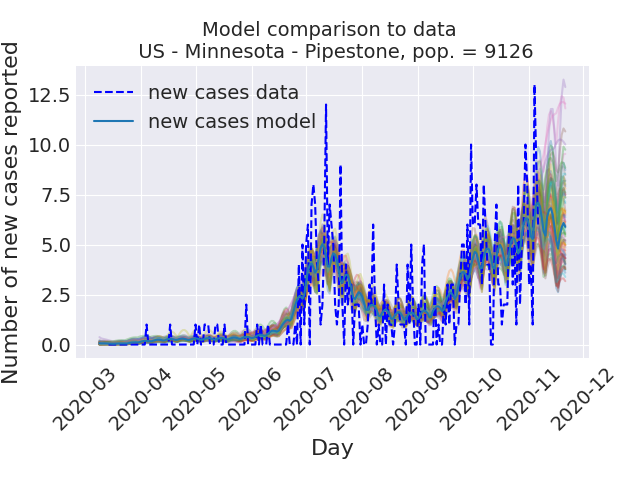 Model comparison to data
US - Minnesota - Pipestone, pop. = 9126
Number of new cases reported
12.5
10.0
7.5
5.0
2.5
0.0
new cases data
new cases model
2020-03
2020-04
2020-05
2020-06
2020-07
2020-08
2020-09
2020-10
2020-11
2020-12
Day